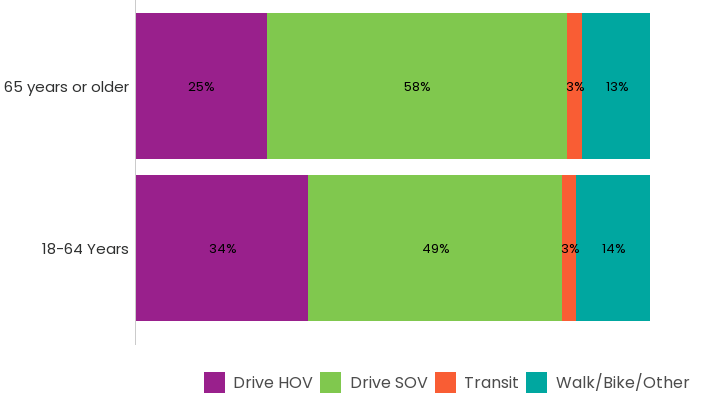 65 years or older 25% 58% 3% 13%
18-64 Years 34% 49% 3% 14%
Drive HOV Drive SOV Transit Walk/Bike/Other